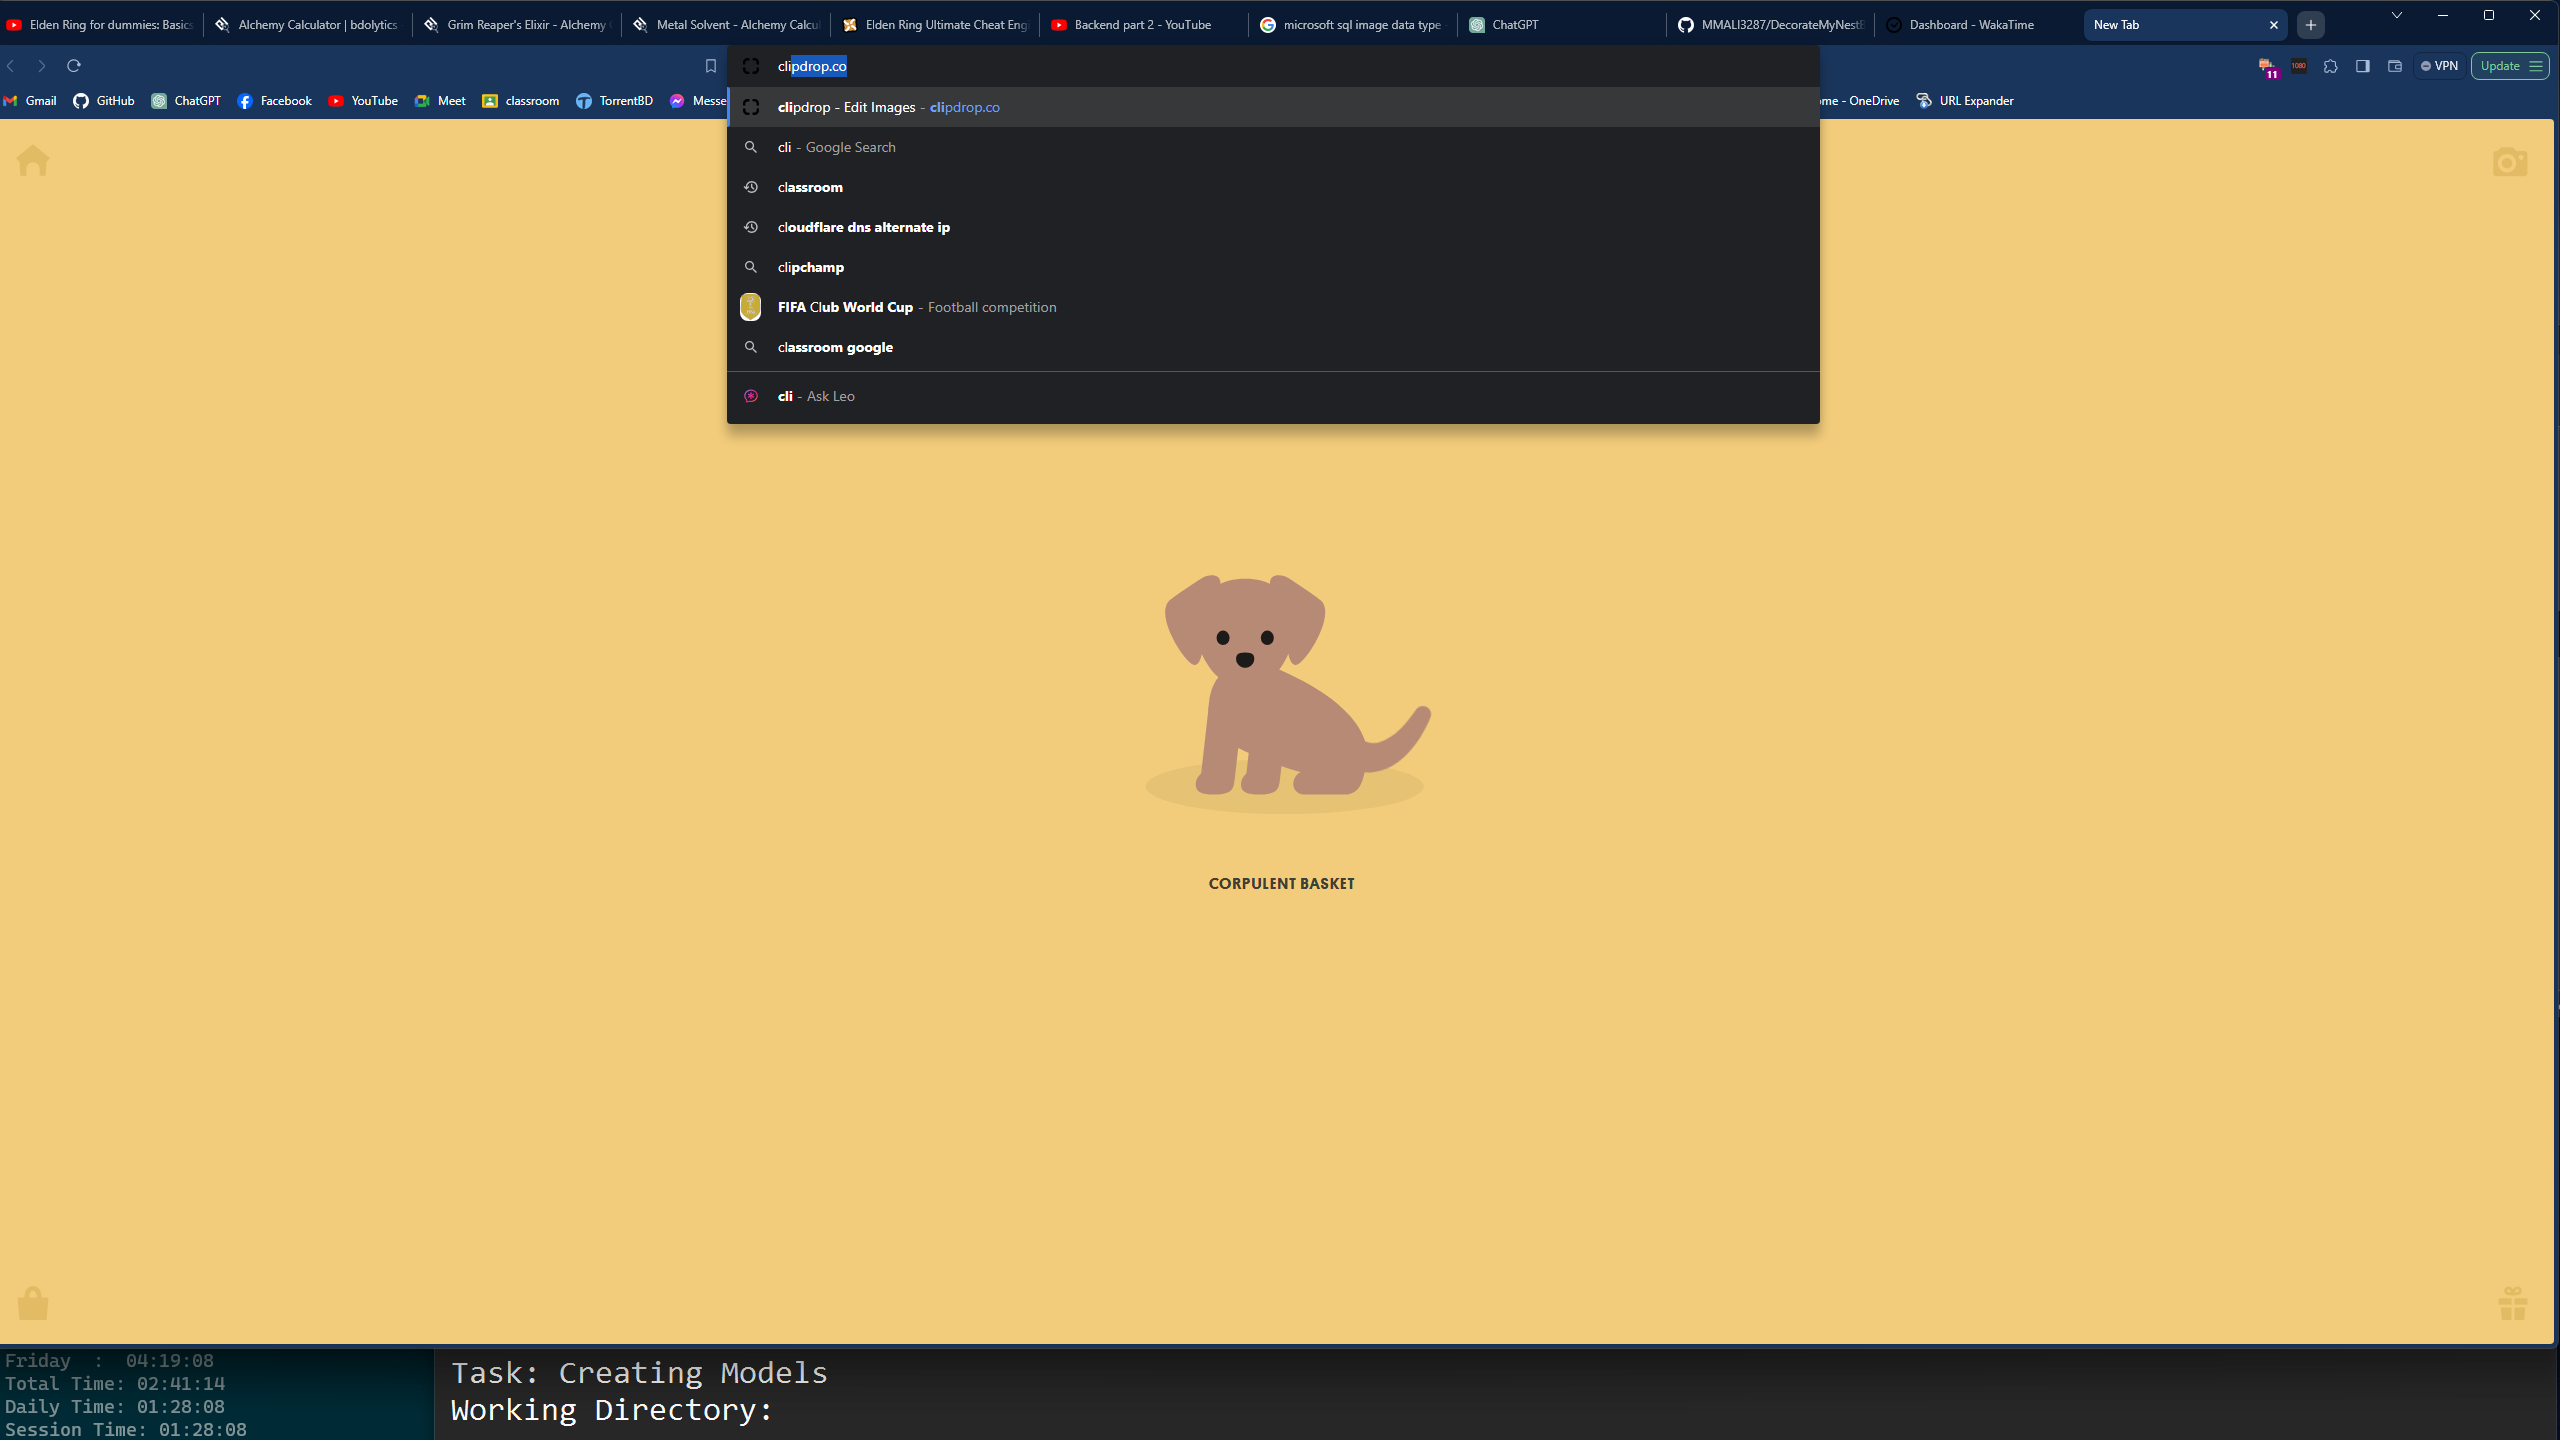 Elden Ring for dummies: Basics
Alchemy Calculator | bdolytics
Grim Reaper's Elixir - Alchemy
Metal Solvent - Alchemy Calcul
Elden Ring Ultimate Cheat Engi
Backend part 2 - YouTube
microsoft sql image data type -
ChatGPT
MMALI3287/DecorateMyNestB
Dashboard - WakaTime
New Tab
clipdrop.co
11
1080
VPN
Update
Gmail
GitHub
ChatGPT
Facebook
YouTube
Meet
classroom
TorrentBD
Messe
me - OneDrive
URL Expander
clipdrop - Edit Images - clipdrop.co
cli - Google Search
classroom
cloudflare dns alternate ip
clipchamp
FIFA Club World Cup - Football competition
classroom google
cli - Ask Leo
CORPULENT BASKET
Friday : 04:19:08
Total Time: 02:41:14
Daily Time: 01:28:08
Session Time: 01:28:08
Task: Creating Models
Working Directory: